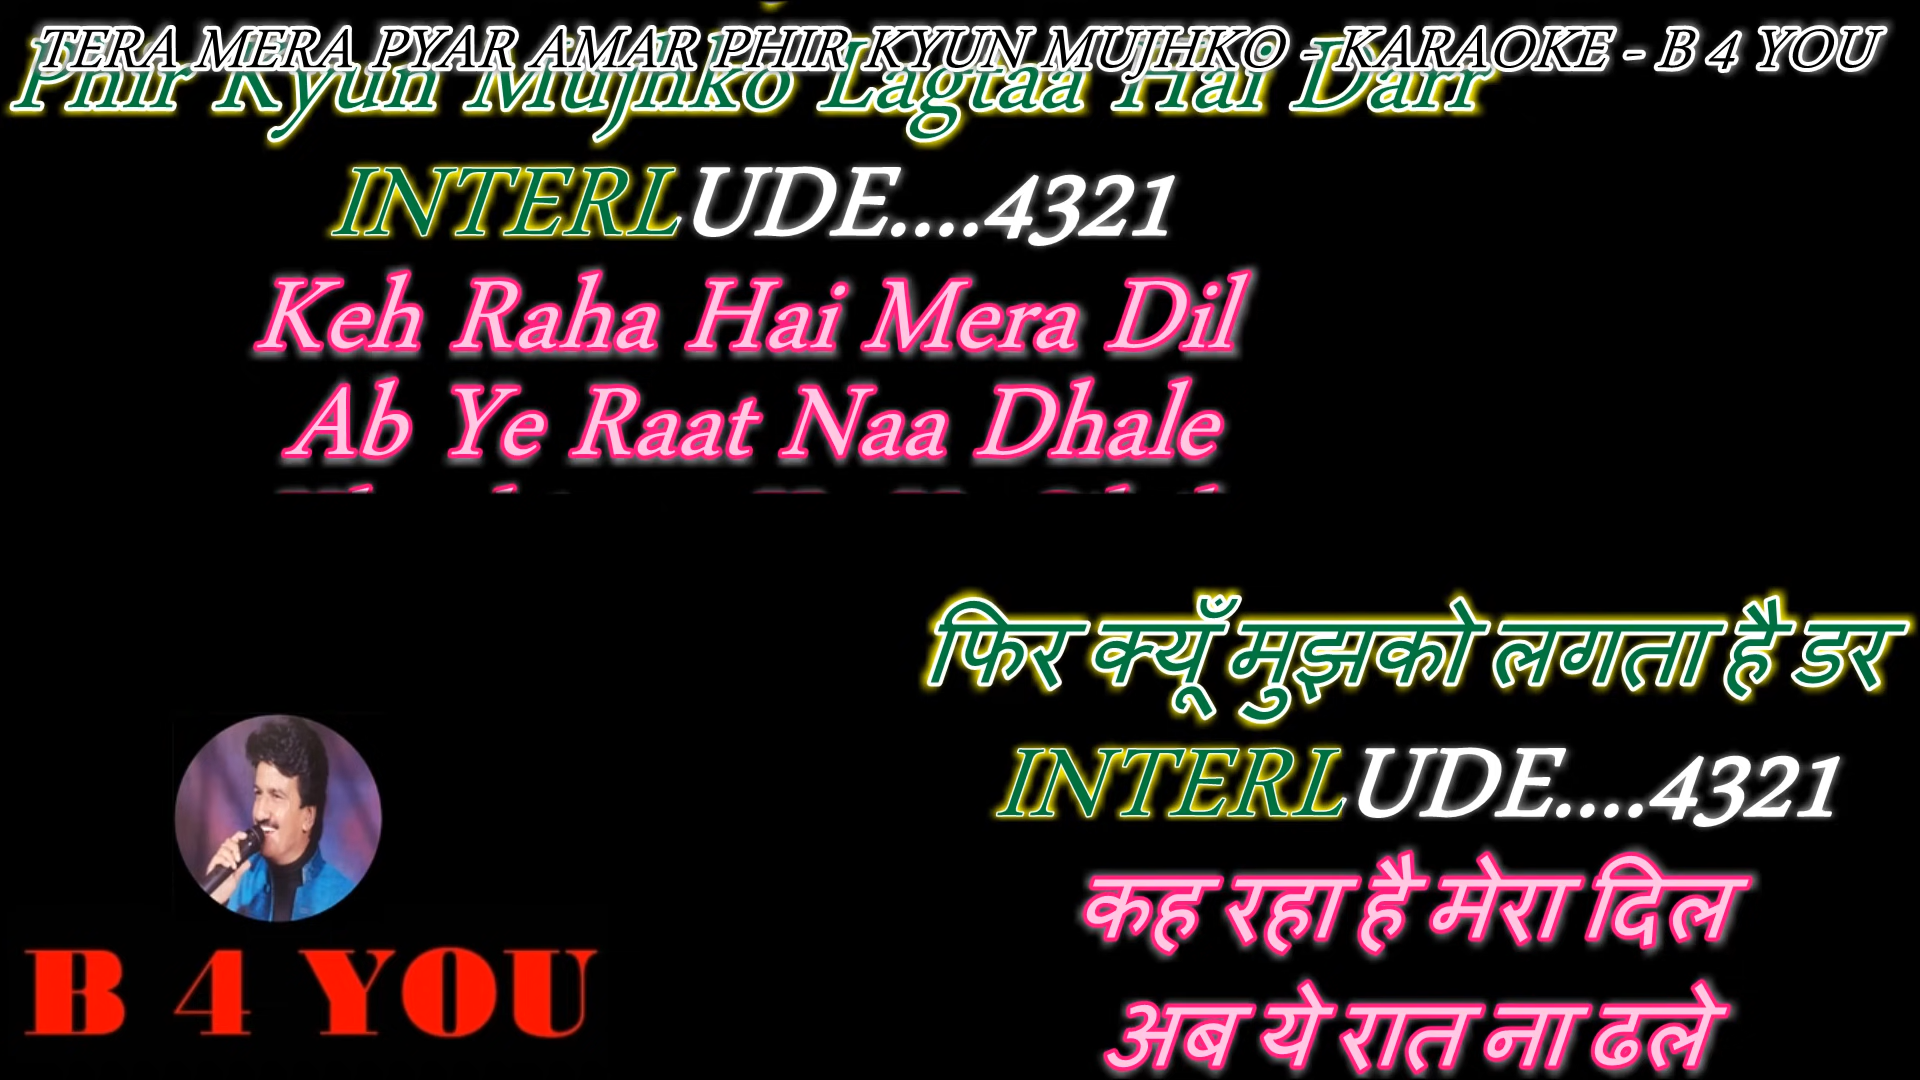 TERA MERA PYAR AMAR PHIR KYUN MUJHKO - KARAOKE - B 4 YOU
Phir Kyun Mujhko Lagtaa Hai Darr
INTERLUDE....4321
Keh Raha Hai Mera Dil
Ab Ye Raat Naa Dhale
फिर क्यूँ मुझको लगता है डर
INTERLUDE....4321
कह रहा है मेरा दिल
अब ये रात ना ढले
B 4 YOU